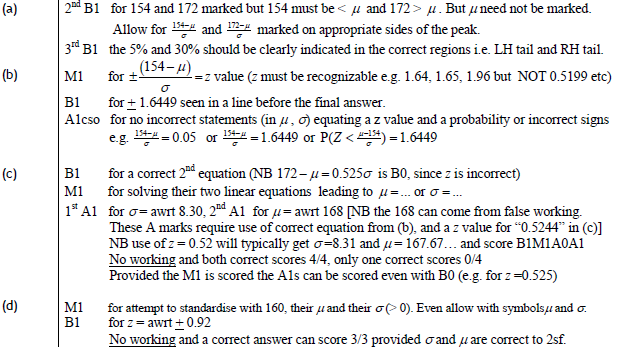 (a) 2nd B1 for 154 and 172 marked but 154 must be < μ and 172 > μ. But μ need not be marked.
Allow for (154−μ)/σ and (172−μ)/σ marked on appropriate sides of the peak.
3rd B1 the 5% and 30% should be clearly indicated in the correct regions i.e. LH tail and RH tail.
(b) M1 for ± (154 − μ)/σ = z value (z must be recognizable e.g. 1.64, 1.65, 1.96 but NOT 0.5199 etc)
B1 for ± 1.6449 seen in a line before the final answer.
A1cso for no incorrect statements (in μ, σ) equating a z value and a probability or incorrect signs
e.g. (154−μ)/σ = 0.05 or (154−μ)/σ = 1.6449 or P(Z < (μ−154)/σ) = 1.6449
(c) B1 for a correct 2nd equation (NB 172 − μ = 0.525σ is B0, since z is incorrect)
M1 for solving their two linear equations leading to μ = ... or σ = ...
1st A1 for σ = awrt 8.30, 2nd A1 for μ = awrt 168 [NB the 168 can come from false working.
These A marks require use of correct equation from (b), and a z value for “0.5244” in (c)]
NB use of z = 0.52 will typically get σ=8.31 and μ = 167.67… and score B1M1A0A1
No working and both correct scores 4/4, only one correct scores 0/4
Provided the M1 is scored the A1s can be scored even with B0 (e.g. for z =0.525)
(d) M1 for attempt to standardise with 160, their μ and their σ (> 0). Even allow with symbols μ and σ.
B1 for z = awrt ± 0.92
No working and a correct answer can score 3/3 provided σ and μ are correct to 2sf.